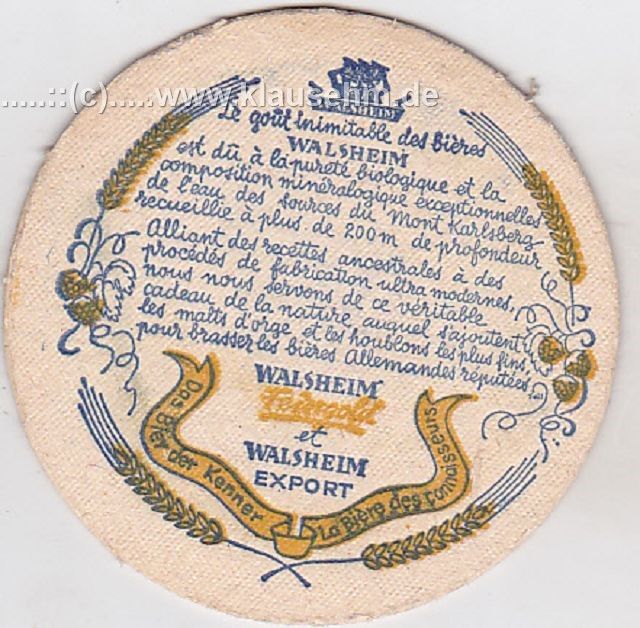 ......::(c).....www.klausehm.de
WALSHEIM
Le goût inimitable des bières
WALSHEIM
est dû à la pureté biologique et la
composition minéralogique exceptionnelles
de l'eau des sources du Mont Karlsberg
recueillie à plus de 200m de profondeur
Alliant des recettes ancestrales à des
procédés de fabrication ultra modernes,
nous nous servons de ce véritable
cadeau de la nature auquel s'ajoutent
les malts d'orge et les houblons les plus fins,
pour brasser les bières Allemandes réputées...
WALSHEIM
Feingold
et
WALSHEIM
EXPORT
Das Bier der Kenner
La Bière des connaisseurs